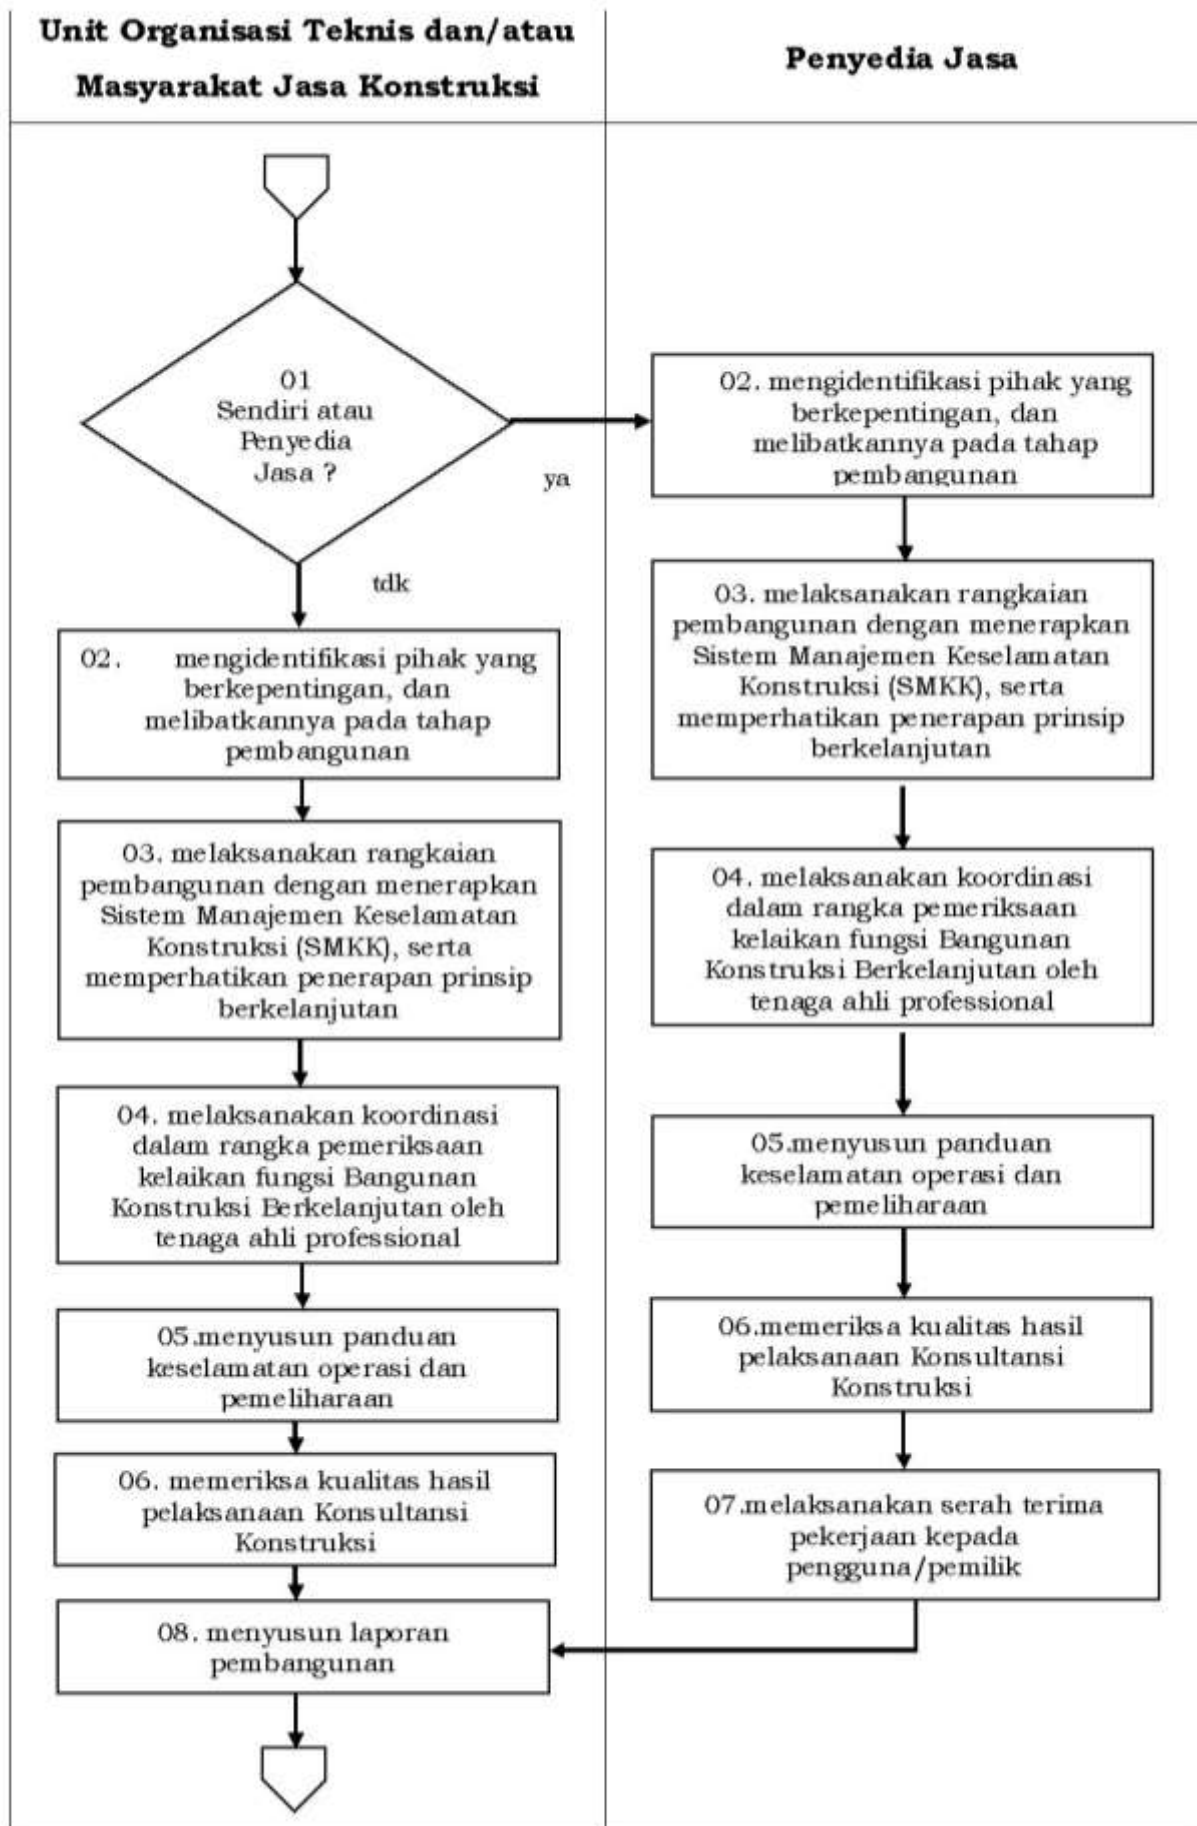 Unit Organisasi Teknis dan/atau
Masyarakat Jasa Konstruksi
Penyedia Jasa
01
Sendiri atau
Penyedia
Jasa ?
ya
tdk
02. mengidentifikasi pihak yang
berkepentingan, dan
melibatkannya pada tahap
pembangunan
03. melaksanakan rangkaian
pembangunan dengan menerapkan
Sistem Manajemen Keselamatan
Konstruksi (SMKK), serta
memperhatikan penerapan prinsip
berkelanjutan
04. melaksanakan koordinasi
dalam rangka pemeriksaan
kelaikan fungsi Bangunan
Konstruksi Berkelanjutan oleh
tenaga ahli professional
05.menyusun panduan
keselamatan operasi dan
pemeliharaan
06. memeriksa kualitas hasil
pelaksanaan Konsultansi
Konstruksi
08. menyusun laporan
pembangunan
02. mengidentifikasi pihak yang
berkepentingan, dan
melibatkannya pada tahap
pembangunan
03. melaksanakan rangkaian
pembangunan dengan menerapkan
Sistem Manajemen Keselamatan
Konstruksi (SMKK), serta
memperhatikan penerapan prinsip
berkelanjutan
04. melaksanakan koordinasi
dalam rangka pemeriksaan
kelaikan fungsi Bangunan
Konstruksi Berkelanjutan oleh
tenaga ahli professional
05.menyusun panduan
keselamatan operasi dan
pemeliharaan
06.memeriksa kualitas hasil
pelaksanaan Konsultansi
Konstruksi
07.melaksanakan serah terima
pekerjaan kepada
pengguna/pemilik